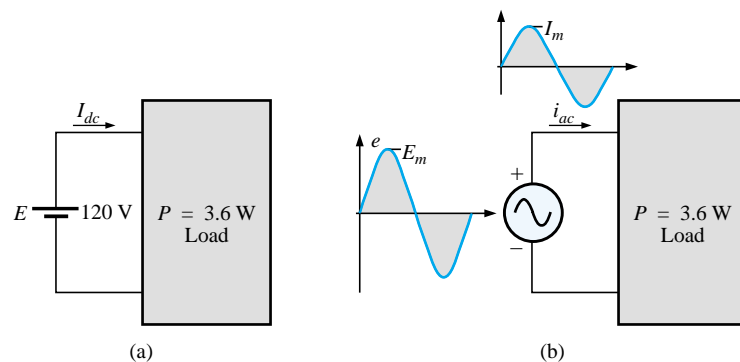 I_dc
E
120 V
P = 3.6 W
Load
(a)
I_m
e
E_m
i_ac
+
−
P = 3.6 W
Load
(b)